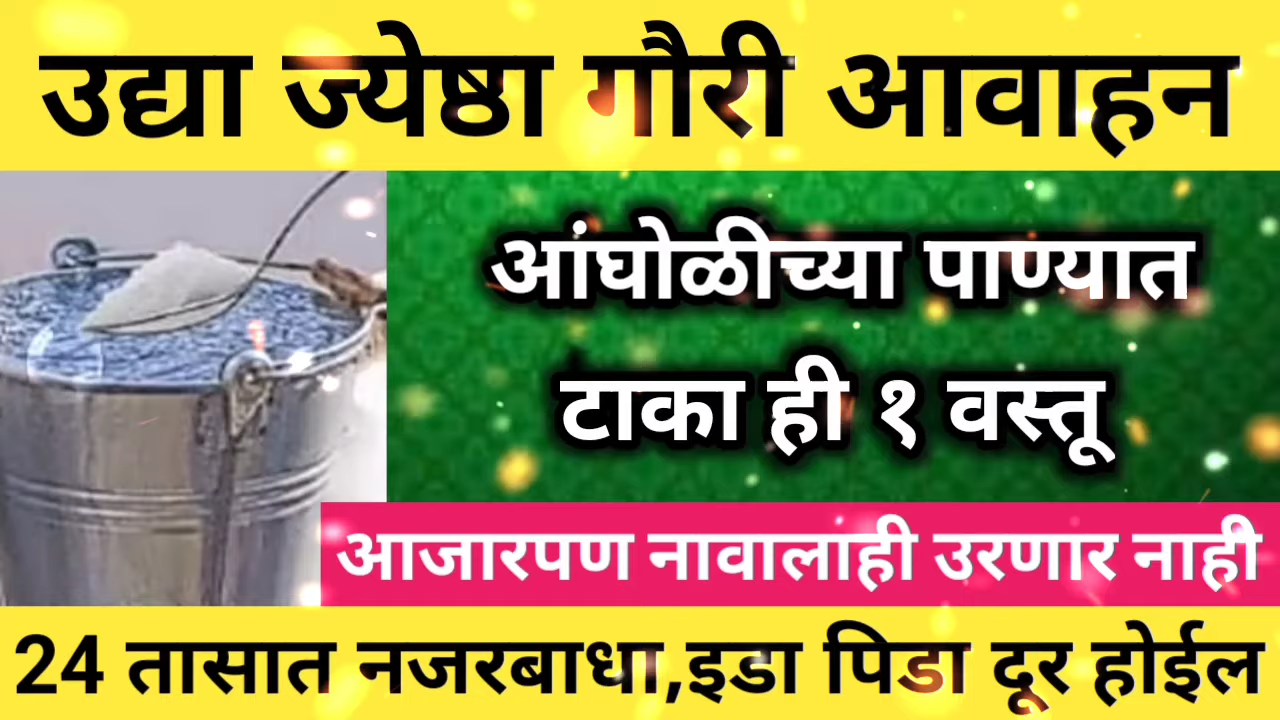 उद्या ज्येष्ठा गौरी आवाहन
आंघोळीच्या पाण्यात
टाका ही १ वस्तू
आजारपण नावालाही उरणार नाही
24 तासात नजरबाधा,इडा पिडा दूर होईल